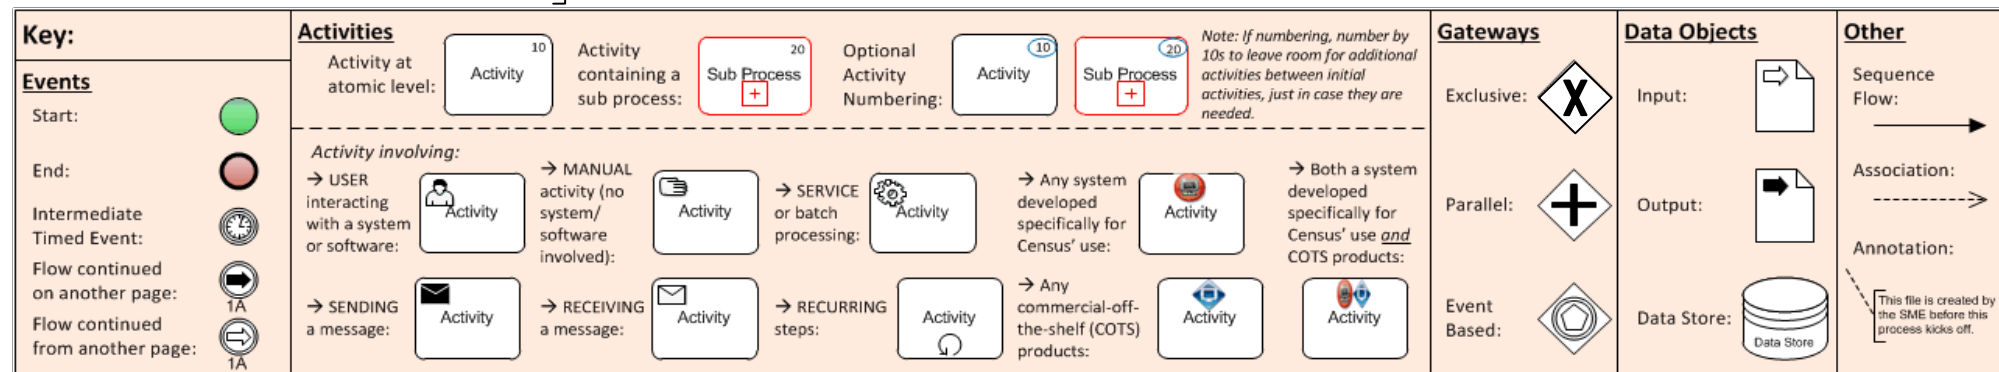 Key:
Events
Start:
End:
Intermediate
Timed Event:
Flow continued
on another page:
1A
Flow continued
from another page:
1A
Activities
Activity at
atomic level:
10
Activity
Activity
containing a
sub process:
20
Sub Process
Optional
Activity
Numbering:
10
Activity
20
Sub Process
Note: If numbering, number by
10s to leave room for additional
activities between initial
activities, just in case they are
needed.
Activity involving:
→ USER
interacting
with a system
or software:
Activity
→ MANUAL
activity (no
system/
software
involved):
Activity
→ SERVICE
or batch
processing:
Activity
→ Any system
developed
specifically for
Census’ use:
Activity
→ Both a system
developed
specifically for
Census’ use and
COTS products:
Activity
→ SENDING
a message:
Activity
→ RECEIVING
a message:
Activity
→ RECURRING
steps:
Activity
→ Any
commercial-off-
the-shelf (COTS)
products:
Activity
Gateways
Exclusive:
X
Parallel:
Event
Based:
Data Objects
Input:
Output:
Data Store:
Data Store
Other
Sequence
Flow:
Association:
Annotation:
This file is created by
the SME before this
process kicks off.